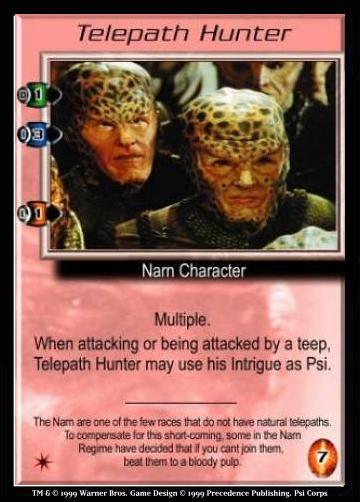 Telepath Hunter
1
3
1
Narn Character
Multiple.
When attacking or being attacked by a teep,
Telepath Hunter may use his Intrigue as Psi.
The Narn are one of the few races that do not have natural telepaths.
To compensate for this short-coming, some in the Narn
Regime have decided that if you cant join them,
beat them to a bloody pulp.
7
TM & © 1999 Warner Bros. Game Design © 1999 Precedence Publishing. Psi Corps